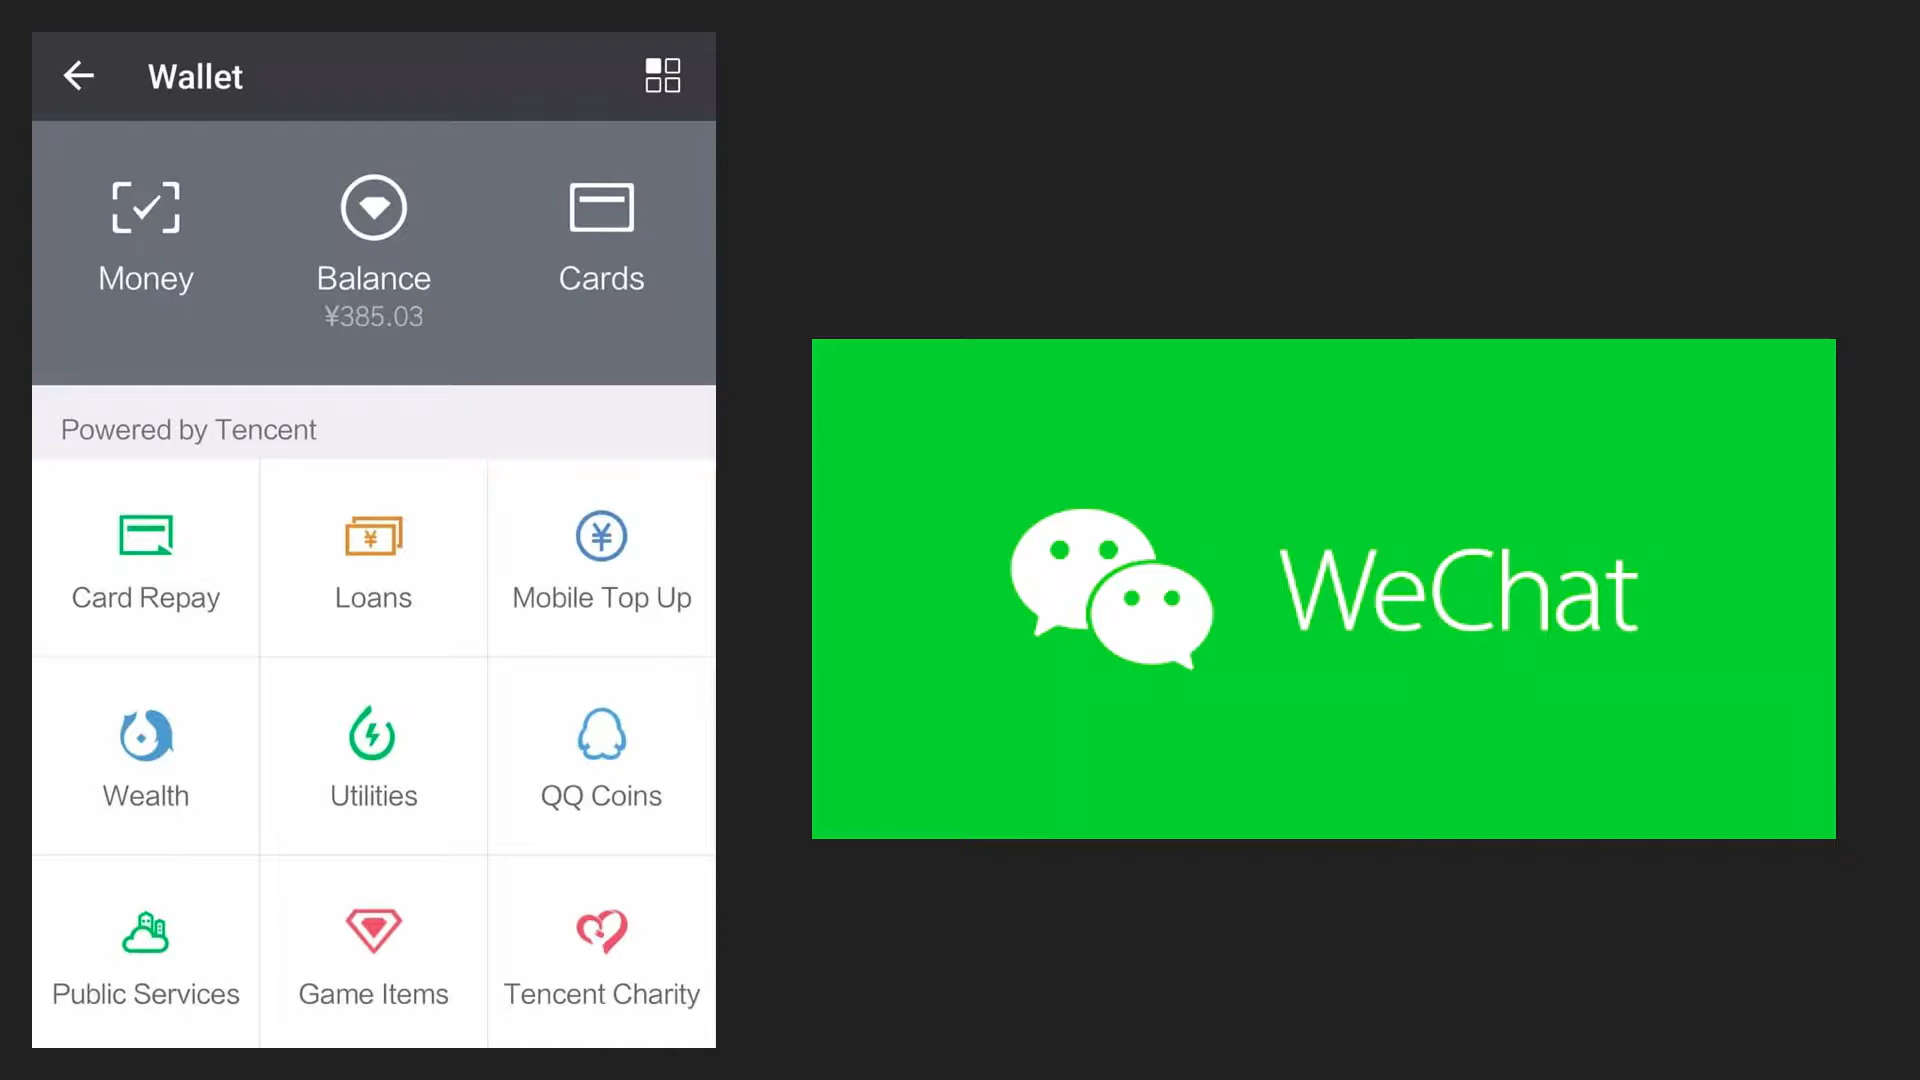 Wallet
Money
Balance
Cards
¥385.03
Powered by Tencent
Card Repay
Loans
Mobile Top Up
Wealth
Utilities
QQ Coins
Public Services
Game Items
Tencent Charity
WeChat